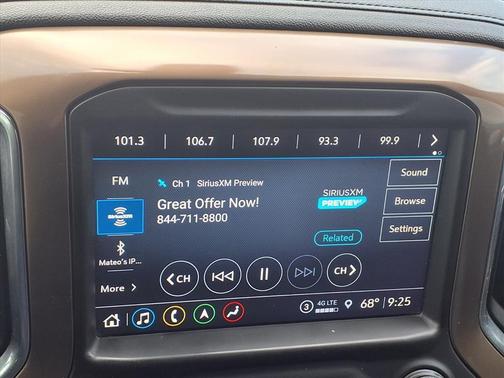 101.3 106.7 107.9 93.3 99.9
FM
Ch 1 SiriusXM Preview
Sound
SiriusXM
Great Offer Now!
844-711-8800
SIRIUSXM
PREVIEW
Browse
Related
Settings
Mateo's iP...
More
CH
CH
3 4G LTE 68° 9:25